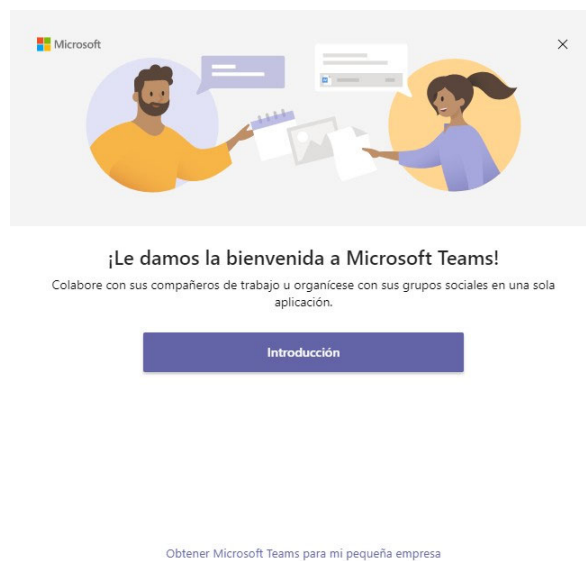 Microsoft
¡Le damos la bienvenida a Microsoft Teams!
Colabore con sus compañeros de trabajo u organícese con sus grupos sociales en una sola
aplicación.
Introducción
Obtener Microsoft Teams para mi pequeña empresa